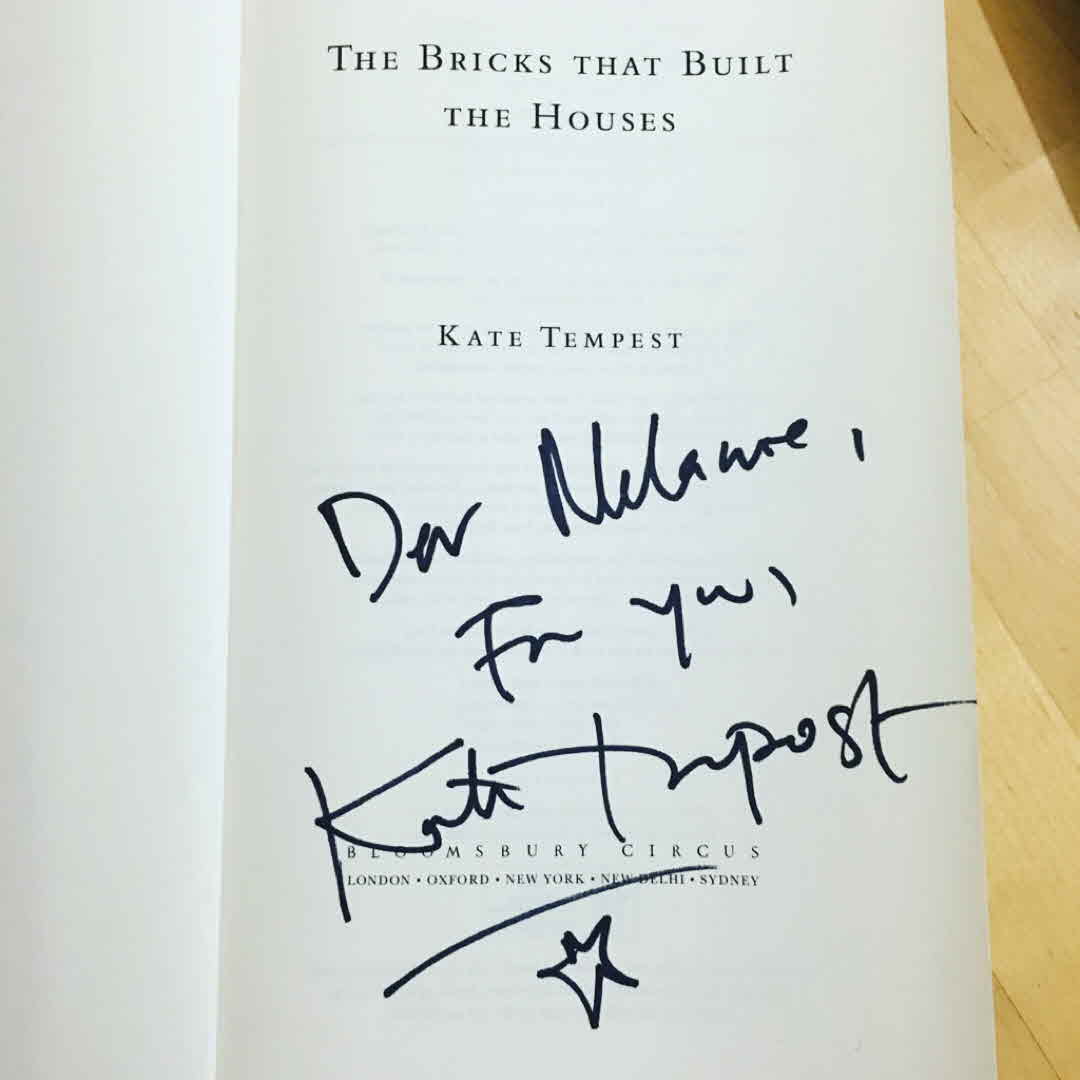 THE BRICKS THAT BUILT
THE HOUSES
KATE TEMPEST
Dear Melanie,
For you,
Kate Tempest
BLOOMSBURY CIRCUS
LONDON • OXFORD • NEW YORK • NEW DELHI • SYDNEY